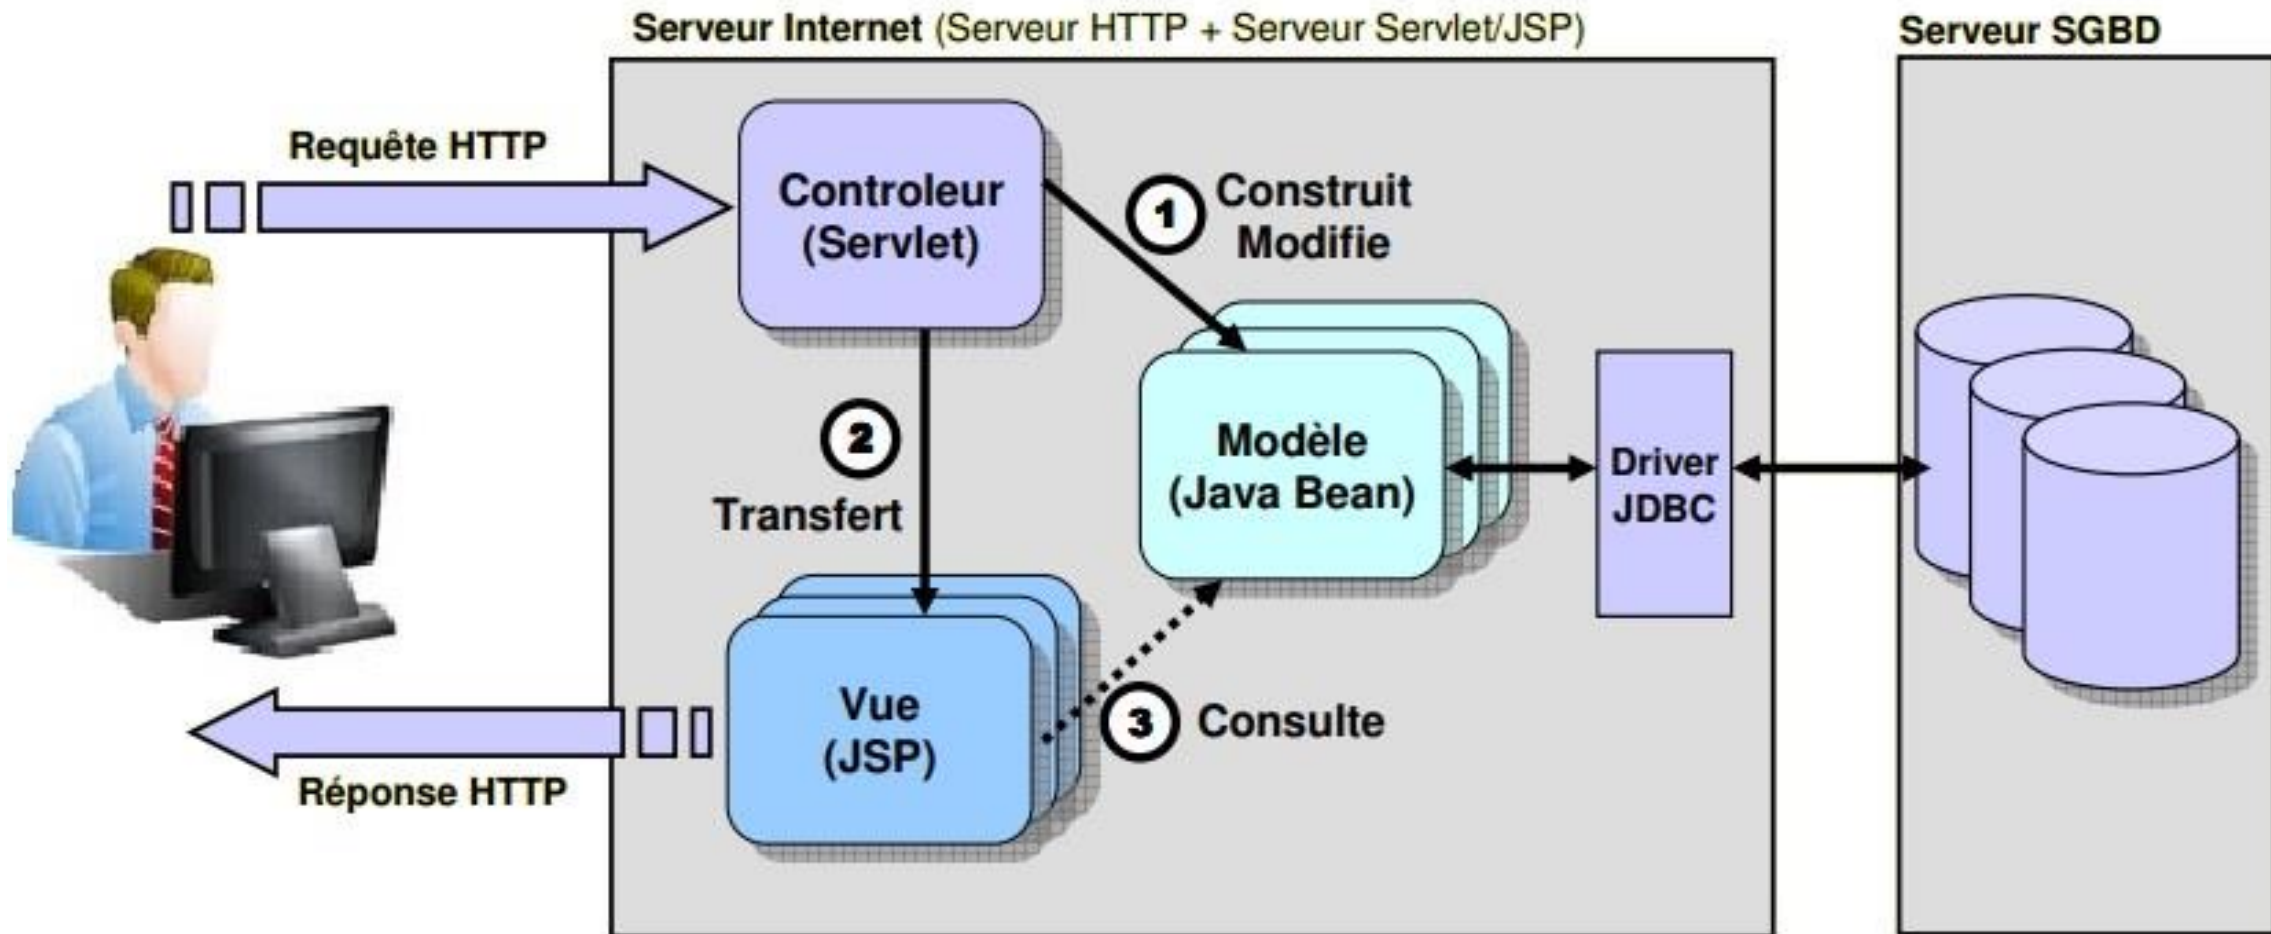 Serveur Internet (Serveur HTTP + Serveur Servlet/JSP)
Serveur SGBD
Requête HTTP
Controleur
(Servlet)
1
Construit
Modifie
2
Transfert
Modèle
(Java Bean)
Driver
JDBC
Vue
(JSP)
3
Consulte
Réponse HTTP